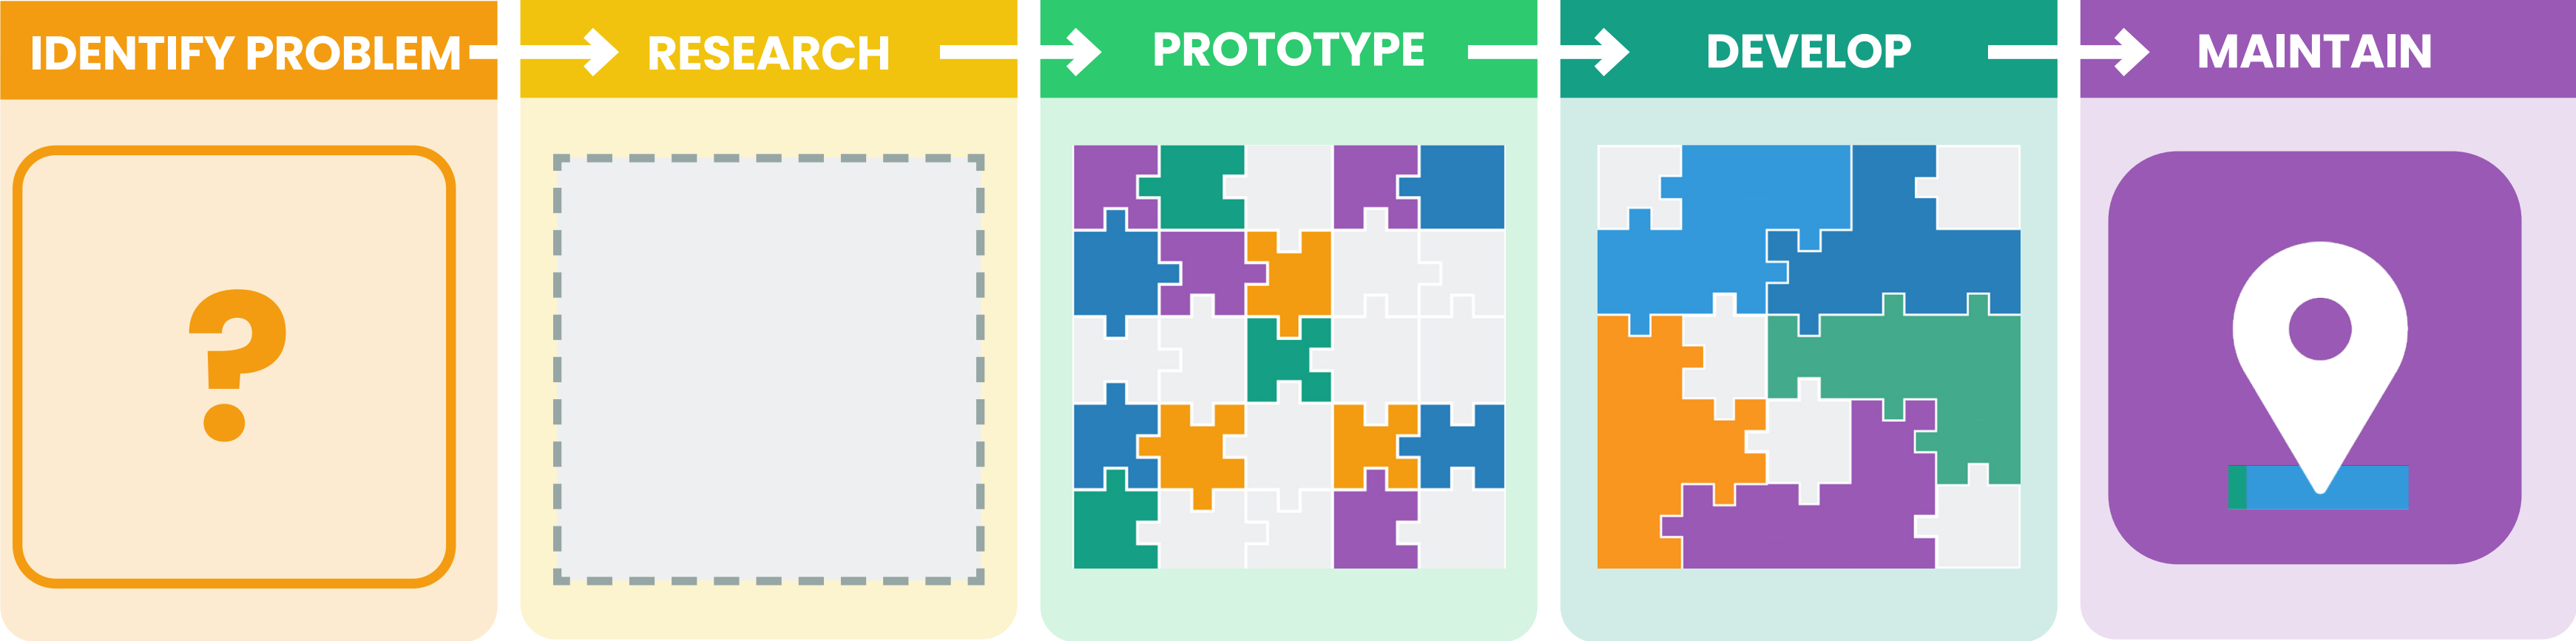 IDENTIFY PROBLEM
RESEARCH
PROTOTYPE
DEVELOP
MAINTAIN
?